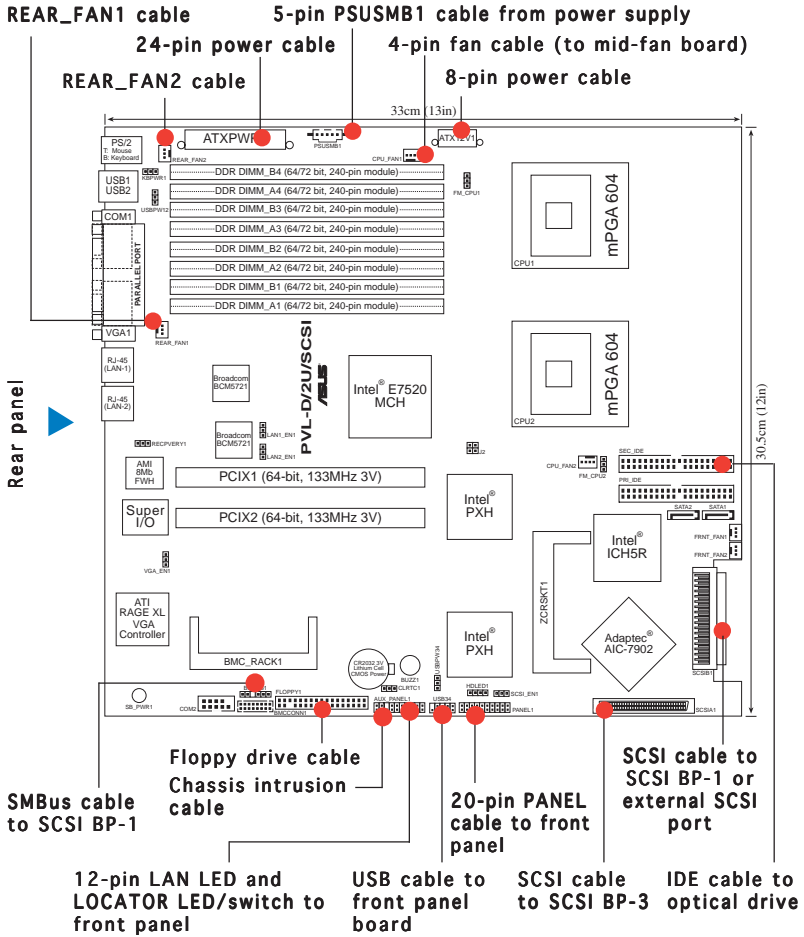 REAR_FAN1 cable
5-pin PSUSMB1 cable from power supply
24-pin power cable
4-pin fan cable (to mid-fan board)
REAR_FAN2 cable
8-pin power cable
33cm (13in)
PS/2
T: Mouse
B: Keyboard
ATXPWR
PSUSMB1
ATX12V1
REAR_FAN2
CPU_FAN1
KBPWR1
USB1
USB2
USBPW12
FM_CPU1
DDR DIMM_B4 (64/72 bit, 240-pin module)
DDR DIMM_A4 (64/72 bit, 240-pin module)
DDR DIMM_B3 (64/72 bit, 240-pin module)
DDR DIMM_A3 (64/72 bit, 240-pin module)
DDR DIMM_B2 (64/72 bit, 240-pin module)
DDR DIMM_A2 (64/72 bit, 240-pin module)
DDR DIMM_B1 (64/72 bit, 240-pin module)
DDR DIMM_A1 (64/72 bit, 240-pin module)
mPGA 604
CPU1
COM1
PARALLEL PORT
VGA1
REAR_FAN1
RJ-45
(LAN-1)
RJ-45
(LAN-2)
Rear panel
Broadcom
BCM5721
PVL-D/2U/SCSI
ASUS
Intel® E7520
MCH
mPGA 604
CPU2
30.5cm (12in)
Broadcom
BCM5721
LAN1_EN1
LAN2_EN1
RECPVERY1
J2
SEC_IDE
CPU_FAN2
FM_CPU2
PRI_IDE
AMI
8Mb
FWH
PCIX1 (64-bit, 133MHz 3V)
Intel®
PXH
SATA2
SATA1
Super
I/O
PCIX2 (64-bit, 133MHz 3V)
FRNT_FAN1
FRNT_FAN2
Intel®
ICH5R
VGA_EN1
ZCRSKT1
ATI
RAGE XL
VGA
Controller
Intel®
PXH
Adaptec®
AIC-7902
BMC_RACK1
CR2032 3V
Lithium Cell
CMOS Power
BUZZ1
USBPW34
SCSIB1
CLRTC1
HDLED1
SCSI_EN1
SB_PWR1
COM2
FLOPPY1
BMCCONN1
AUX_PANEL1
USB34
PANEL1
SCSIA1
Floppy drive cable
Chassis intrusion
cable
SMBus cable
to SCSI BP-1
20-pin PANEL
cable to front
panel
SCSI cable to
SCSI BP-1 or
external SCSI
port
12-pin LAN LED and
LOCATOR LED/switch to
front panel
USB cable to
front panel
board
SCSI cable
to SCSI BP-3
IDE cable to
optical drive